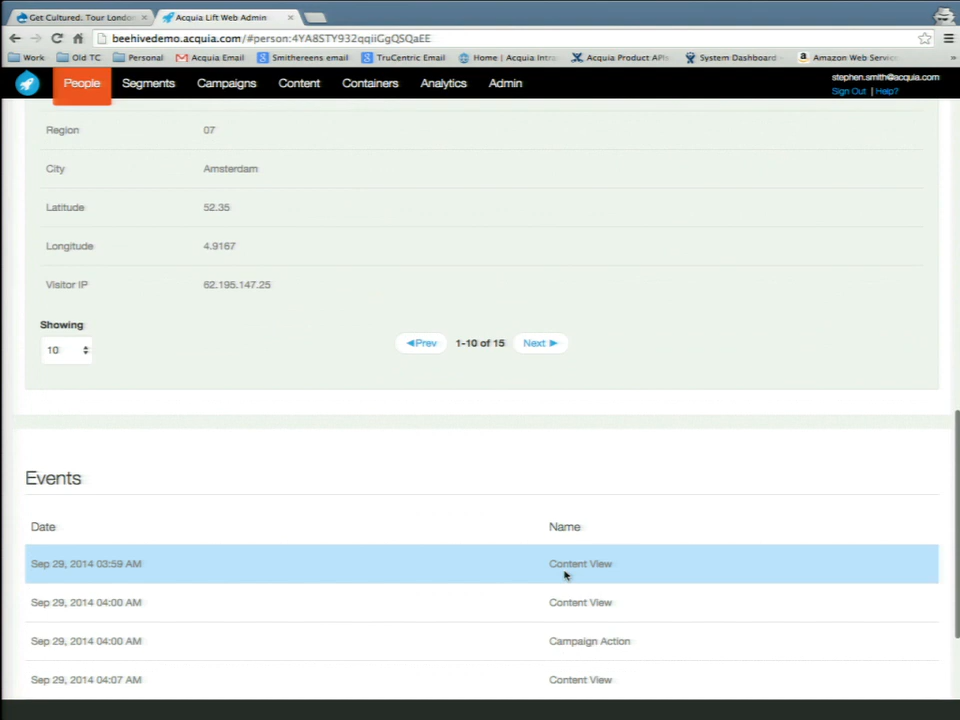 Get Cultured. Tour Londo
Acquia Lift Web Admin
beehivedemo.acquia.com/#person:4YA8STY932qqiiGgQSQaEE
Work Old TC Personal Acquia Email Smithereens email TruCentric Email Home | Acquia Intra Acquia Product APIs System Dashboard Amazon Web Servic »
People Segments Campaigns Content Containers Analytics Admin
stephen.smith@acquia.com
Sign Out | Help?
Region 07
City Amsterdam
Latitude 52.35
Longitude 4.9167
Visitor IP 62.195.147.25
Showing
10
◀Prev 1-10 of 15 Next ▶
Events
Date Name
Sep 29, 2014 03:59 AM Content View
Sep 29, 2014 04:00 AM Content View
Sep 29, 2014 04:00 AM Campaign Action
Sep 29, 2014 04:07 AM Content View